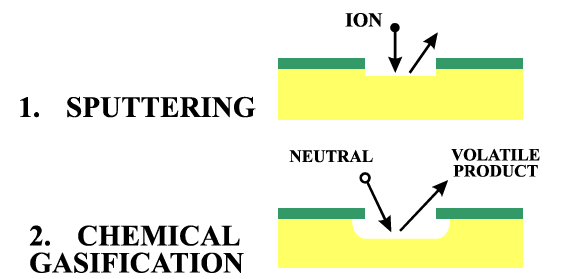 ION
1. SPUTTERING
NEUTRAL
VOLATILE
PRODUCT
2. CHEMICAL
GASIFICATION